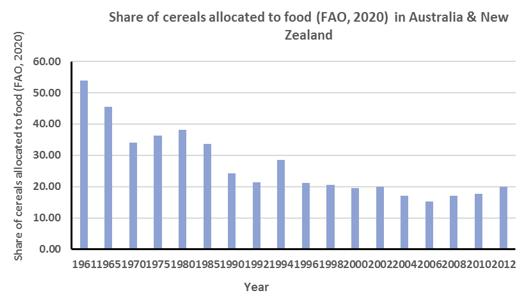 Share of cereals allocated to food (FAO, 2020) in Australia & New
Zealand
Share of cereals allocated to food (FAO, 2020)
60.00
50.00
40.00
30.00
20.00
10.00
0.00
1961 1965 1970 1975 1980 1985 1990 1992 1994 1996 1998 2000 2002 2004 2006 2008 2010 2012
Year